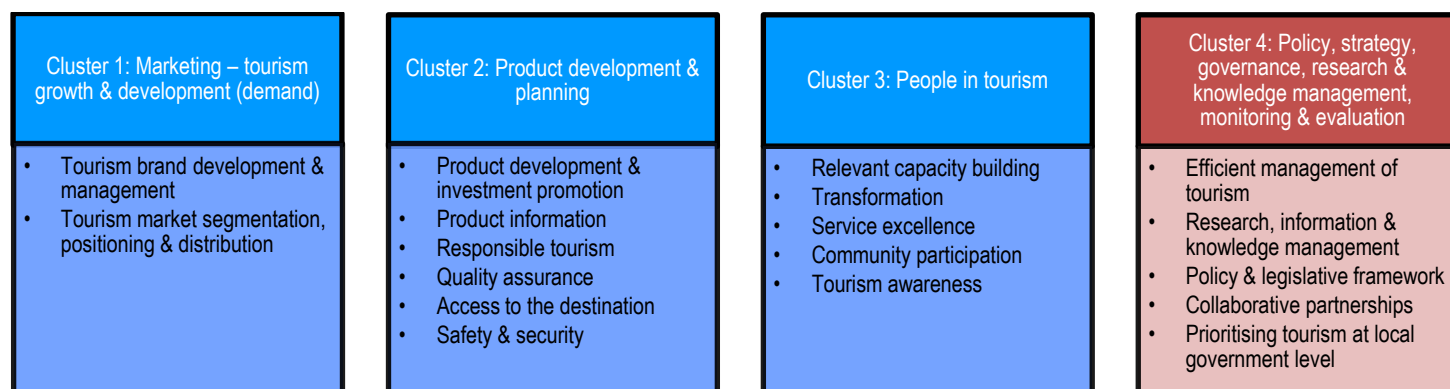 Cluster 1: Marketing – tourism
growth & development (demand)
• Tourism brand development &
management
• Tourism market segmentation,
positioning & distribution
Cluster 2: Product development &
planning
• Product development &
investment promotion
• Product information
• Responsible tourism
• Quality assurance
• Access to the destination
• Safety & security
Cluster 3: People in tourism
• Relevant capacity building
• Transformation
• Service excellence
• Community participation
• Tourism awareness
Cluster 4: Policy, strategy,
governance, research &
knowledge management,
monitoring & evaluation
• Efficient management of
tourism
• Research, information &
knowledge management
• Policy & legislative framework
• Collaborative partnerships
• Prioritising tourism at local
government level